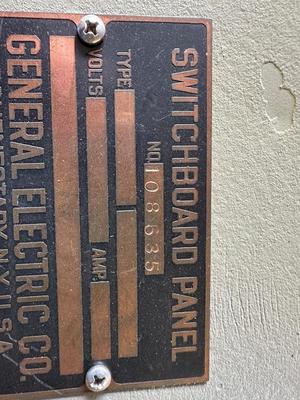 SWITCHBOARD PANEL
NO. 108635
TYPE
VOLTS AMP.
GENERAL ELECTRIC CO.
N.Y. U.S.A.